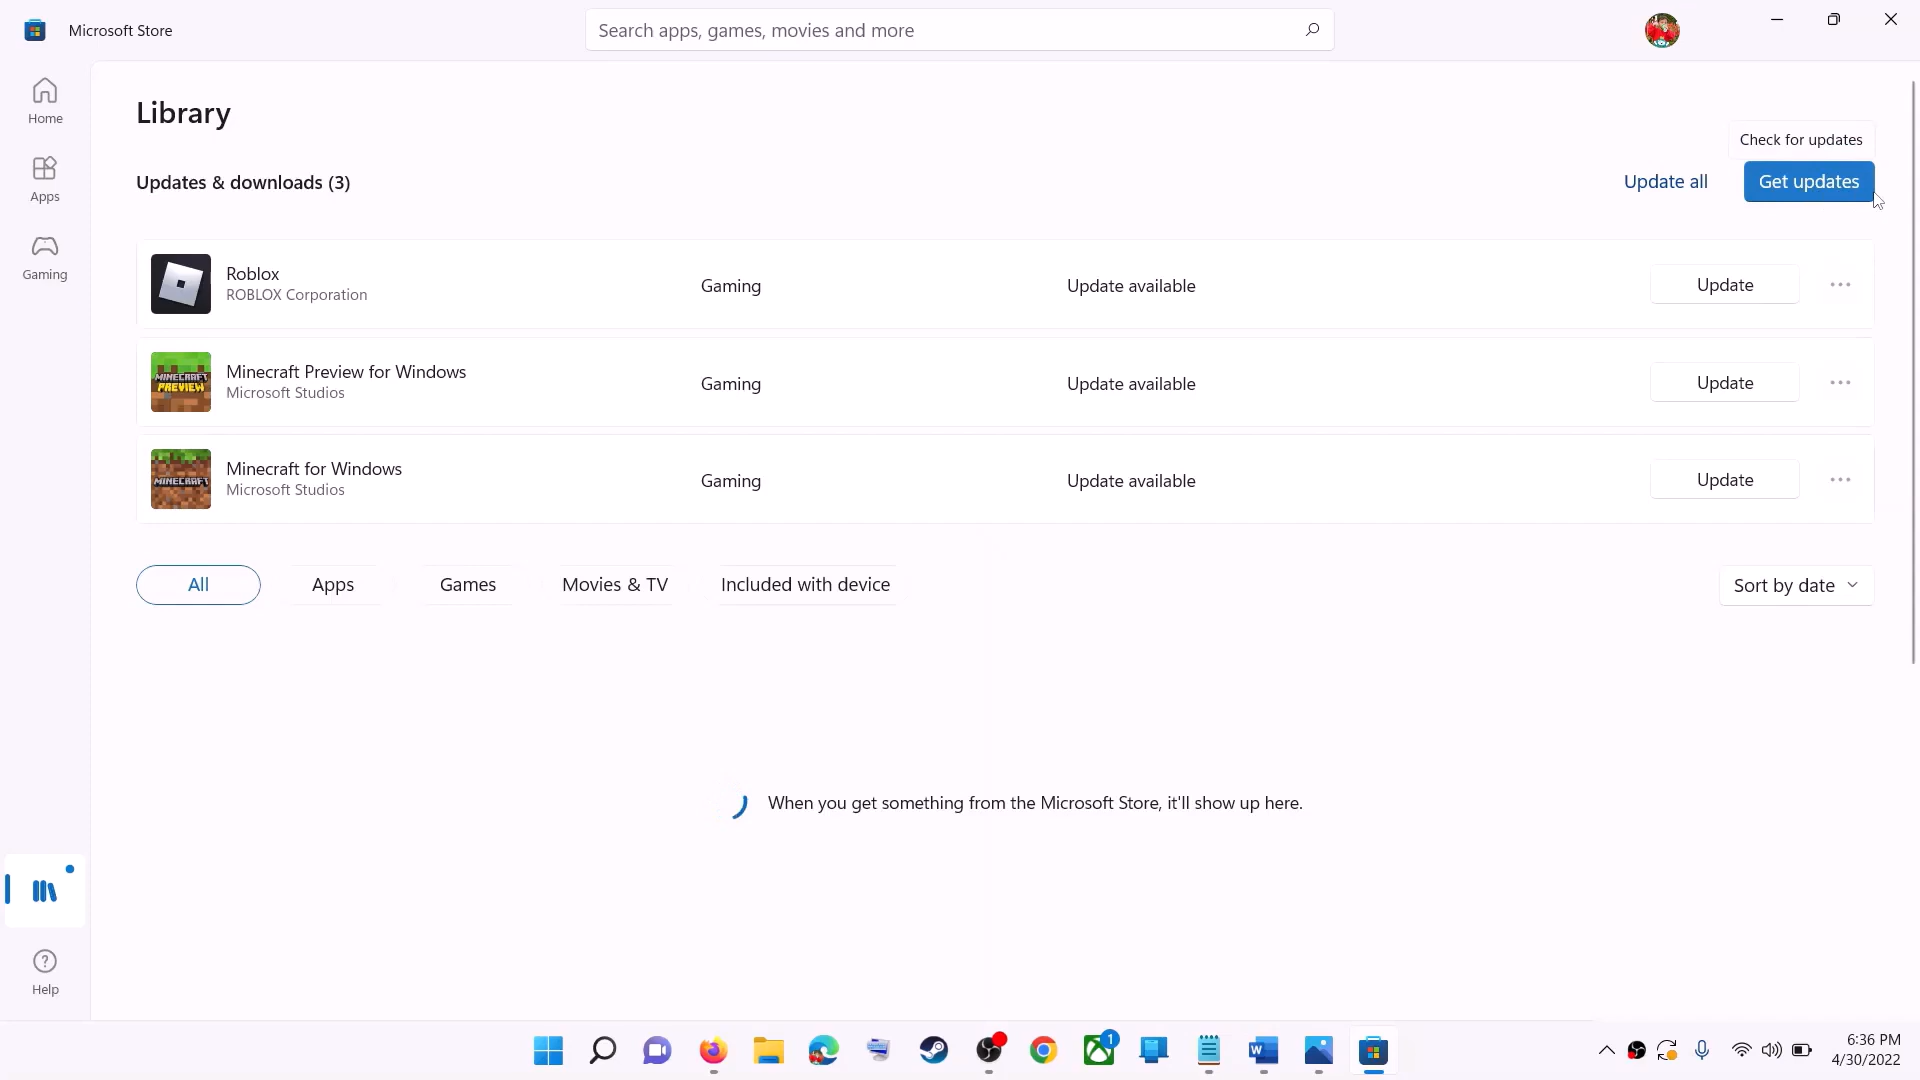 Microsoft Store
Search apps, games, movies and more
Home
Apps
Gaming
Library
Check for updates
Updates & downloads (3)
Update all
Get updates
Roblox
ROBLOX Corporation
Gaming
Update available
Update
MINECRAFT
PREVIEW
Minecraft Preview for Windows
Microsoft Studios
Gaming
Update available
Update
MINECRAFT
Minecraft for Windows
Microsoft Studios
Gaming
Update available
Update
All
Apps
Games
Movies & TV
Included with device
Sort by date
When you get something from the Microsoft Store, it'll show up here.
Help
1
6:36 PM
4/30/2022